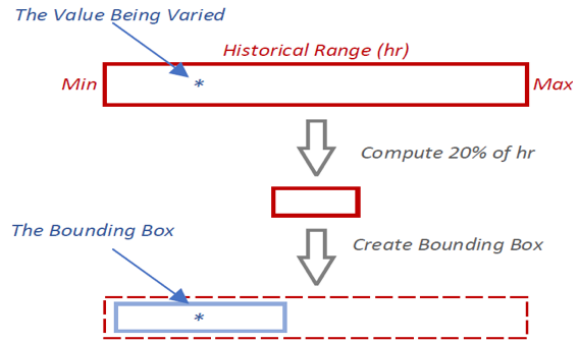 The Value Being Varied
Historical Range (hr)
Min * Max
Compute 20% of hr
The Bounding Box
Create Bounding Box
*